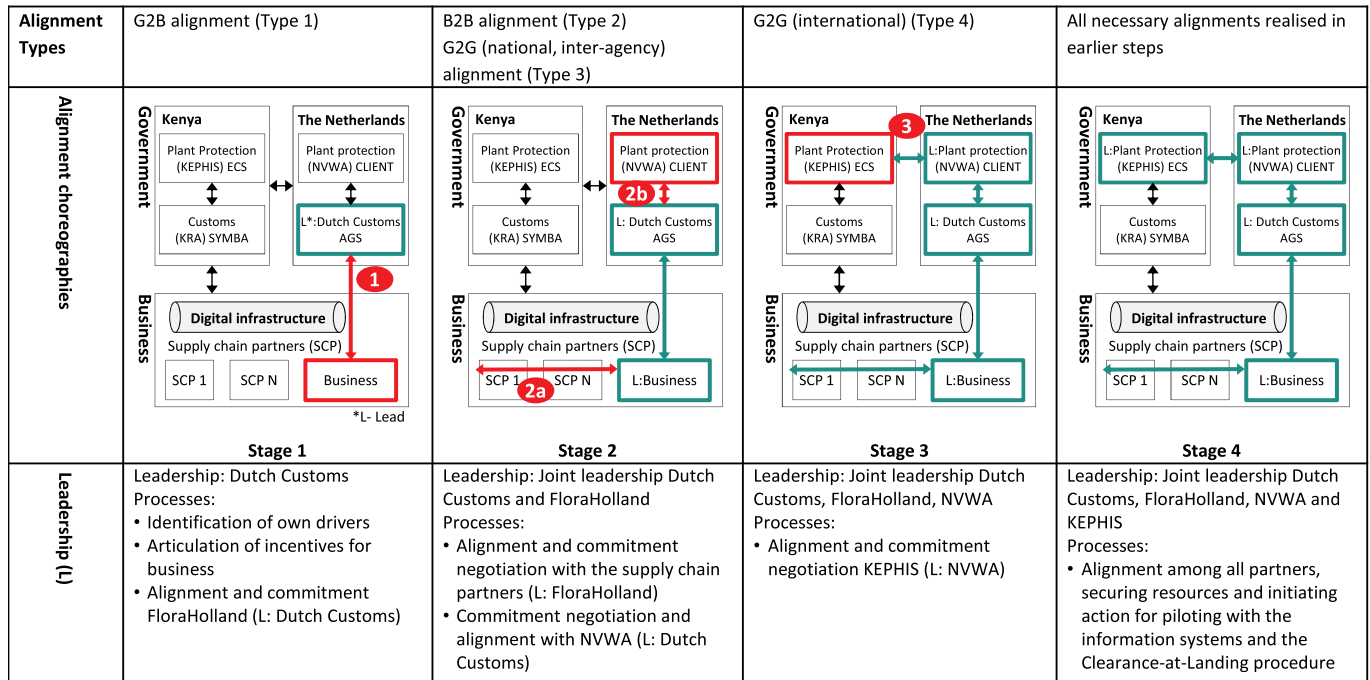 Alignment
Types
G2B alignment (Type 1)
B2B alignment (Type 2)
G2G (national, inter-agency)
alignment (Type 3)
G2G (international) (Type 4)
All necessary alignments realised in
earlier steps
Alignment choreographies
Government
Kenya
The Netherlands
Plant Protection
(KEPHIS) ECS
Plant protection
(NVWA) CLIENT
Customs
(KRA) SYMBA
L*:Dutch Customs
AGS
1
Business
Digital infrastructure
Supply chain partners (SCP)
SCP 1
SCP N
Business
*L- Lead
Stage 1
Government
Kenya
The Netherlands
Plant Protection
(KEPHIS) ECS
Plant protection
(NVWA) CLIENT
2b
Customs
(KRA) SYMBA
L: Dutch Customs
AGS
Business
Digital infrastructure
Supply chain partners (SCP)
SCP 1
SCP N
2a
L:Business
Stage 2
Government
Kenya
3
The Netherlands
Plant Protection
(KEPHIS) ECS
L:Plant protection
(NVWA) CLIENT
Customs
(KRA) SYMBA
L: Dutch Customs
AGS
Business
Digital infrastructure
Supply chain partners (SCP)
SCP 1
SCP N
L:Business
Stage 3
Government
Kenya
The Netherlands
L:Plant Protection
(KEPHIS) ECS
L:Plant protection
(NVWA) CLIENT
Customs
(KRA) SYMBA
L: Dutch Customs
AGS
Business
Digital infrastructure
Supply chain partners (SCP)
SCP 1
SCP N
L:Business
Stage 4
Leadership (L)
Leadership: Dutch Customs
Processes:
• Identification of own drivers
• Articulation of incentives for
business
• Alignment and commitment
FloraHolland (L: Dutch Customs)
Leadership: Joint leadership Dutch
Customs and FloraHolland
Processes:
• Alignment and commitment
negotiation with the supply chain
partners (L: FloraHolland)
• Commitment negotiation and
alignment with NVWA (L: Dutch
Customs)
Leadership: Joint leadership Dutch
Customs, FloraHolland, NVWA
Processes:
• Alignment and commitment
negotiation KEPHIS (L: NVWA)
Leadership: Joint leadership Dutch
Customs, FloraHolland, NVWA and
KEPHIS
Processes:
• Alignment among all partners,
securing resources and initiating
action for piloting with the
information systems and the
Clearance-at-Landing procedure